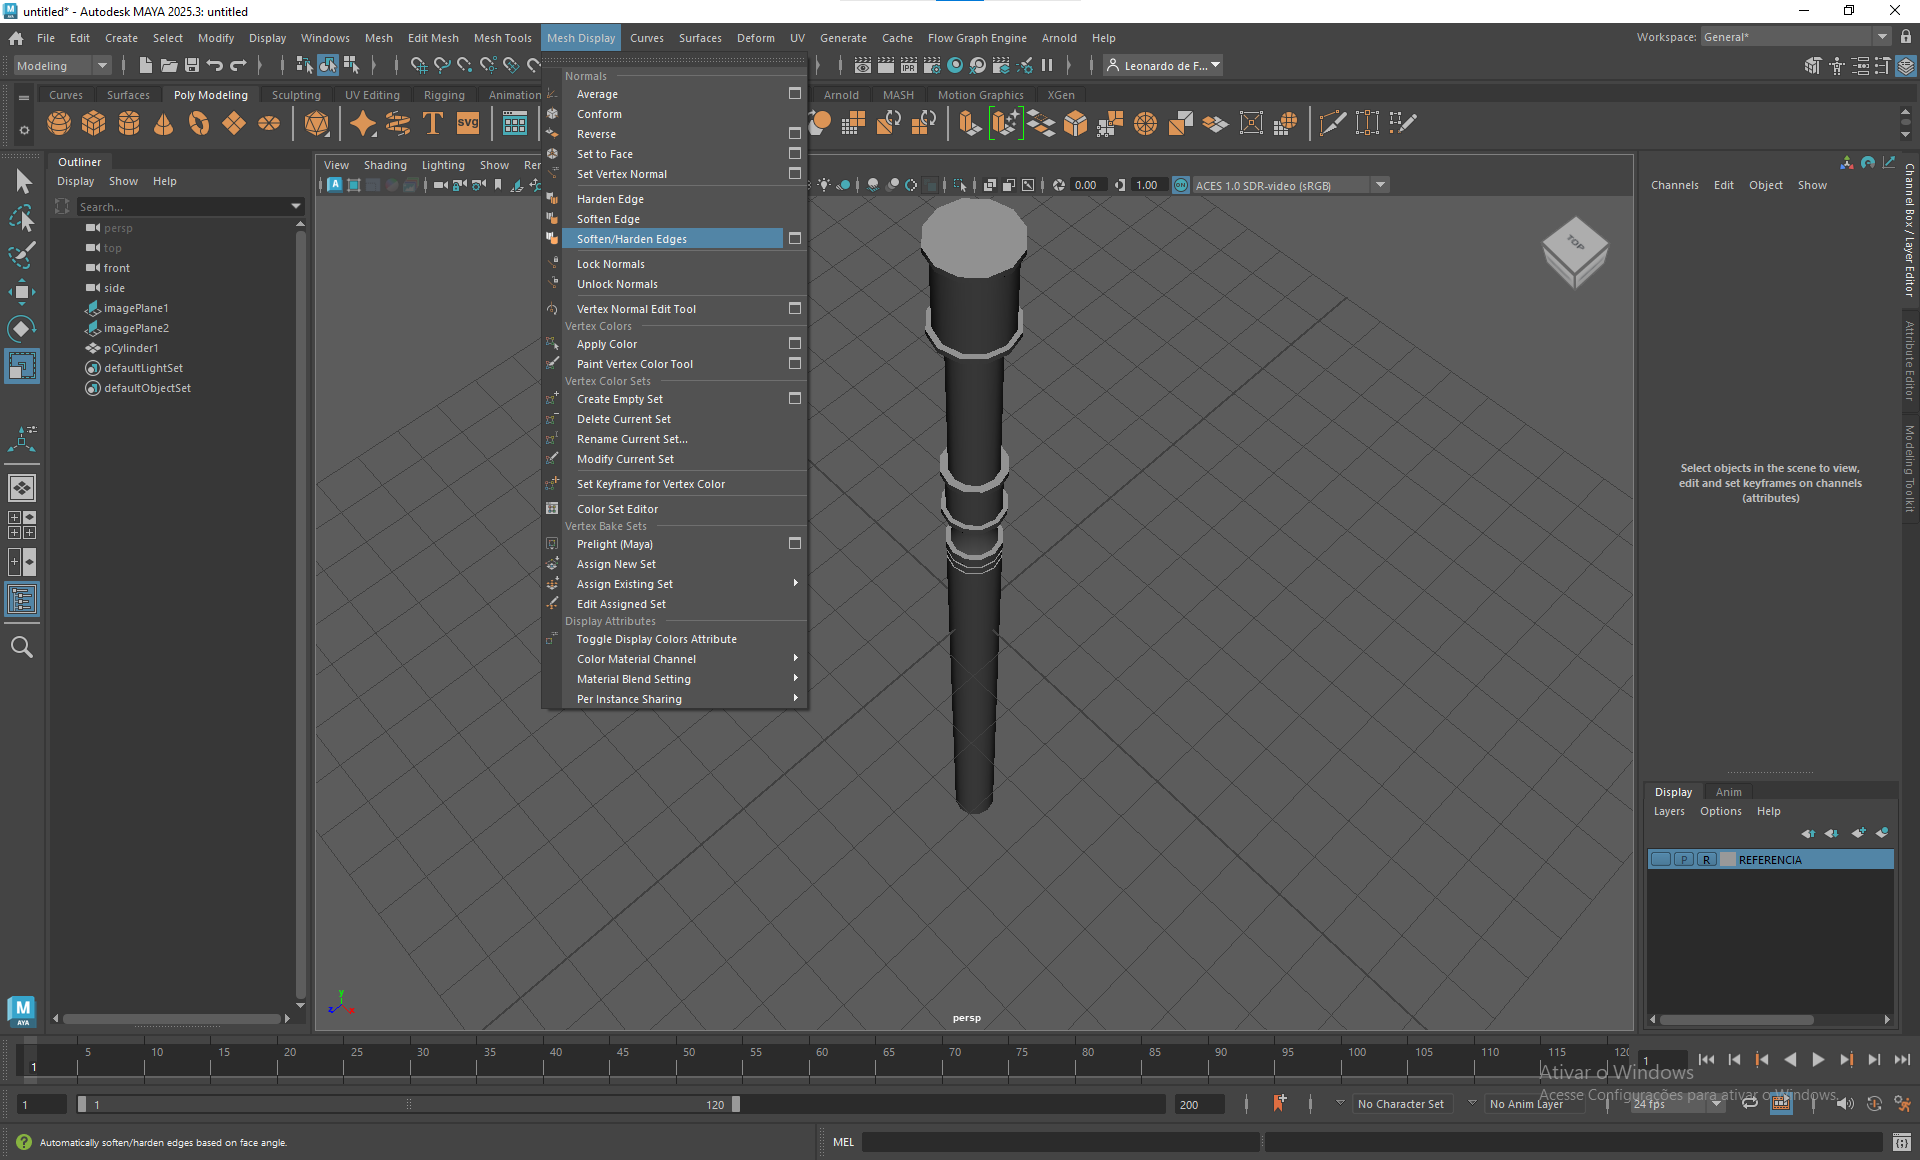 untitled* - Autodesk MAYA 2025.3: untitled
File Edit Create Select Modify Display Windows Mesh Edit Mesh Mesh Tools Mesh Display Curves Surfaces Deform UV Generate Cache Flow Graph Engine Arnold Help
Workspace: General*
Modeling
Leonardo de F...
Curves Surfaces Poly Modeling Sculpting UV Editing Rigging Animation Arnold MASH Motion Graphics XGen
SVG
IPR
Outliner
Display Show Help
Search...
persp
top
front
side
imagePlane1
imagePlane2
pCylinder1
defaultLightSet
defaultObjectSet
View Shading Lighting Show Ren
0.00 1.00 ACES 1.0 SDR-video (sRGB)
Normals
Average
Conform
Reverse
Set to Face
Set Vertex Normal
Harden Edge
Soften Edge
Soften/Harden Edges
Lock Normals
Unlock Normals
Vertex Normal Edit Tool
Vertex Colors
Apply Color
Paint Vertex Color Tool
Vertex Color Sets
Create Empty Set
Delete Current Set
Rename Current Set...
Modify Current Set
Set Keyframe for Vertex Color
Color Set Editor
Vertex Bake Sets
Prelight (Maya)
Assign New Set
Assign Existing Set
Edit Assigned Set
Display Attributes
Toggle Display Colors Attribute
Color Material Channel
Material Blend Setting
Per Instance Sharing
TOP
persp
y
z
x
Channels Edit Object Show
Channel Box / Layer Editor
Attribute Editor
Modeling Toolkit
Select objects in the scene to view,
edit and set keyframes on channels
(attributes)
Display Anim
Layers Options Help
P R REFERENCIA
M
AYA
5 10 15 20 25 30 35 40 45 50 55 60 65 70 75 80 85 90 95 100 105 110 115 120
1
1
Ativar o Windows
Acesse Configurações para ativar o Windows.
1 1 120 200 No Character Set No Anim Layer 24 fps
Automatically soften/harden edges based on face angle.
MEL